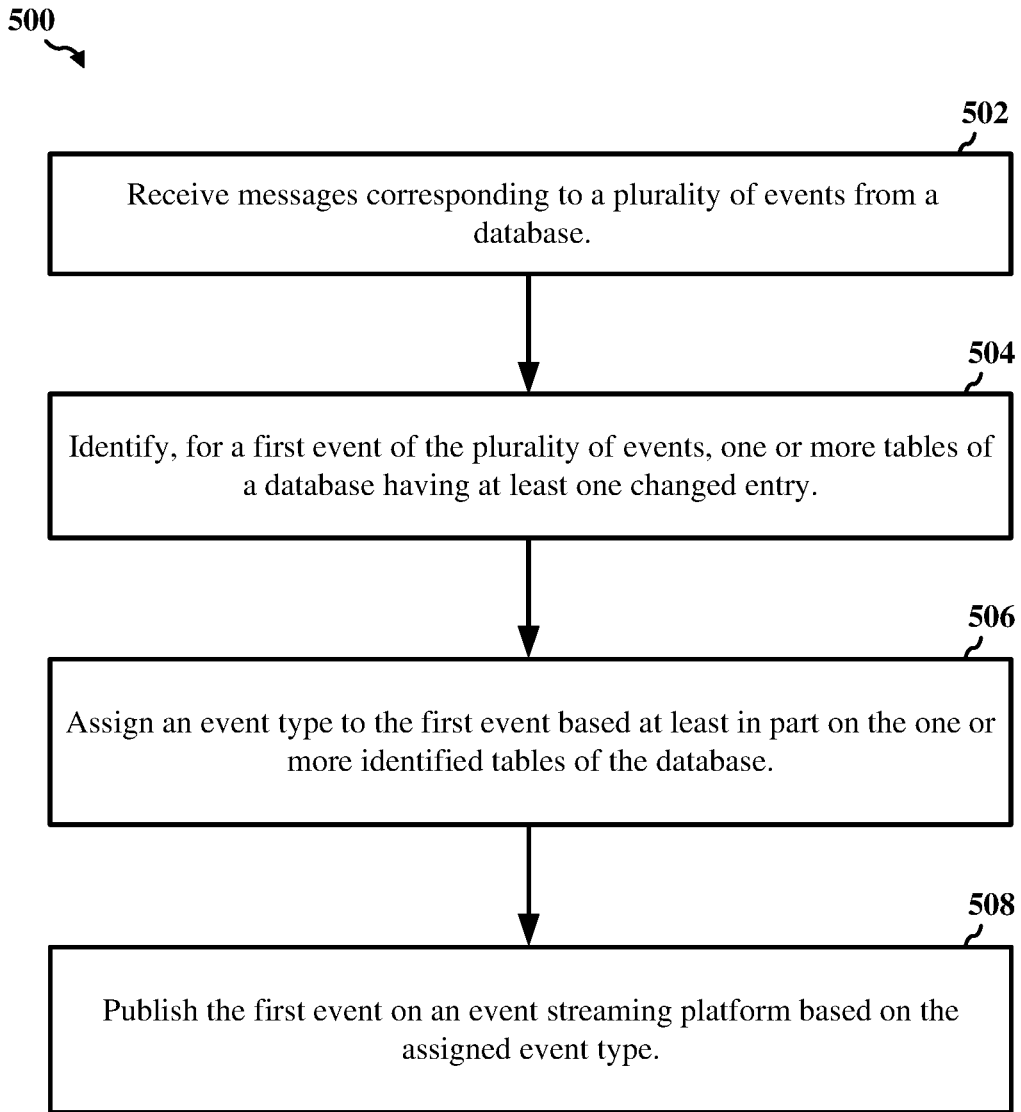 500
502
Receive messages corresponding to a plurality of events from a
database.
504
Identify, for a first event of the plurality of events, one or more tables of
a database having at least one changed entry.
506
Assign an event type to the first event based at least in part on the one or
more identified tables of the database.
508
Publish the first event on an event streaming platform based on the
assigned event type.